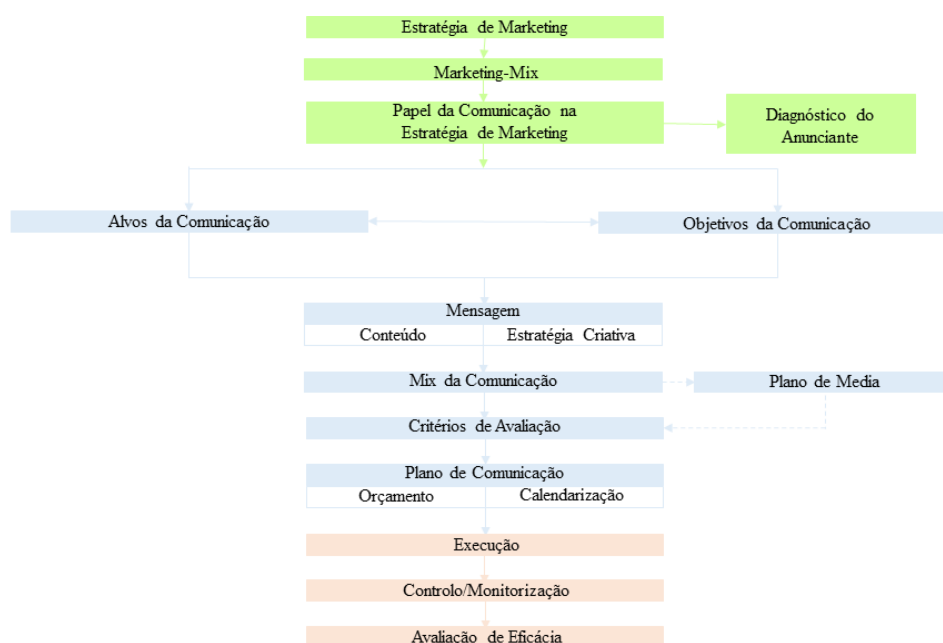 Estratégia de Marketing
Marketing-Mix
Papel da Comunicação na
Estratégia de Marketing
Diagnóstico do
Anunciante
Alvos da Comunicação
Objetivos da Comunicação
Mensagem
Conteúdo
Estratégia Criativa
Mix da Comunicação
Plano de Media
Critérios de Avaliação
Plano de Comunicação
Orçamento
Calendarização
Execução
Controlo/Monitorização
Avaliação de Eficácia